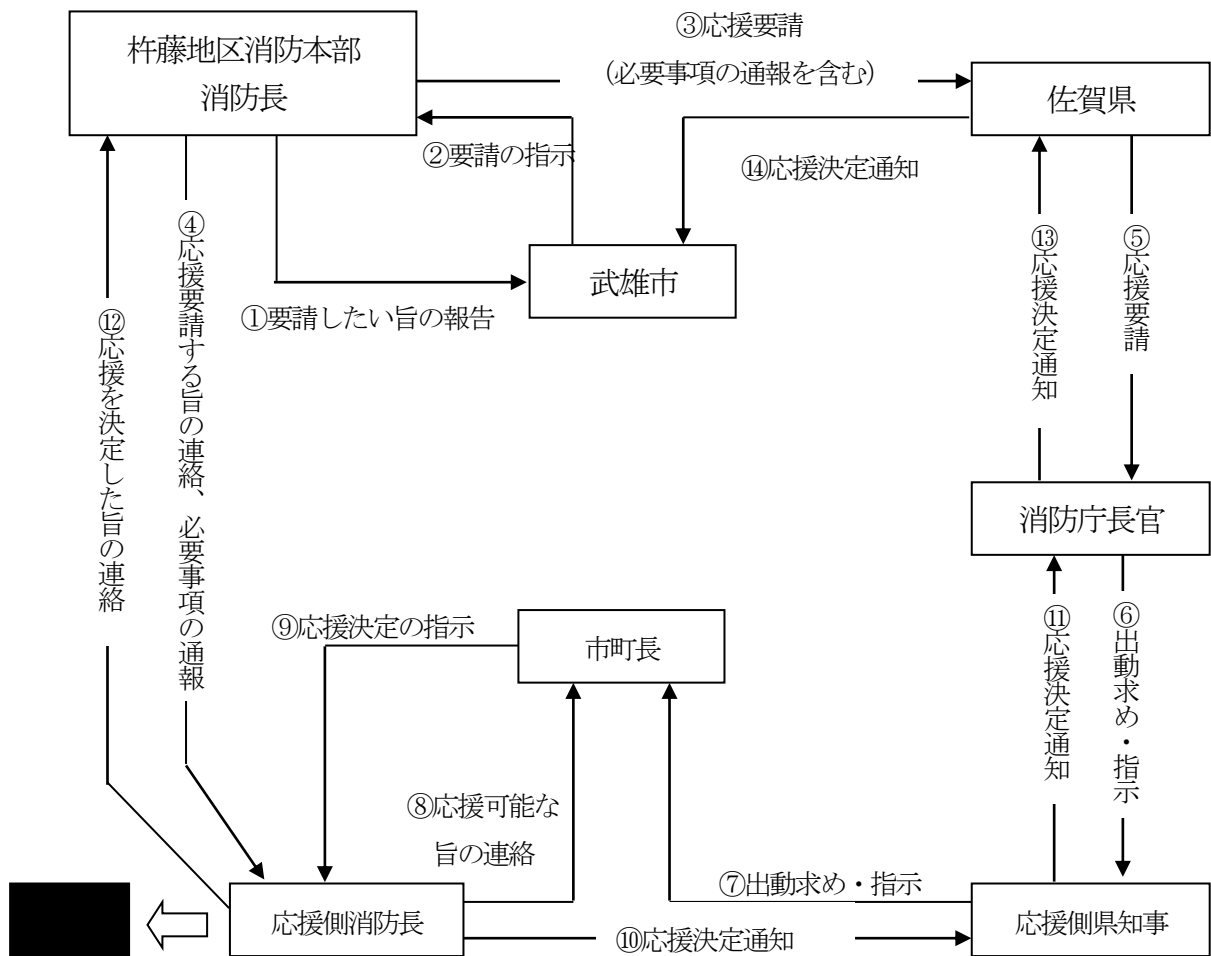 杵藤地区消防本部
消防長
③応援要請
(必要事項の通報を含む)
佐賀県
②要請の指示
⑭応援決定通知
武雄市
①要請したい旨の報告
④応援要請する旨の連絡、必要事項の通報
⑫応援を決定した旨の連絡
⑬応援決定通知
⑤応援要請
消防庁長官
⑨応援決定の指示
市町長
⑪応援決定通知
⑥出動求め・指示
⑧応援可能な
旨の連絡
⑦出動求め・指示
応援側消防長
⑩応援決定通知
応援側県知事